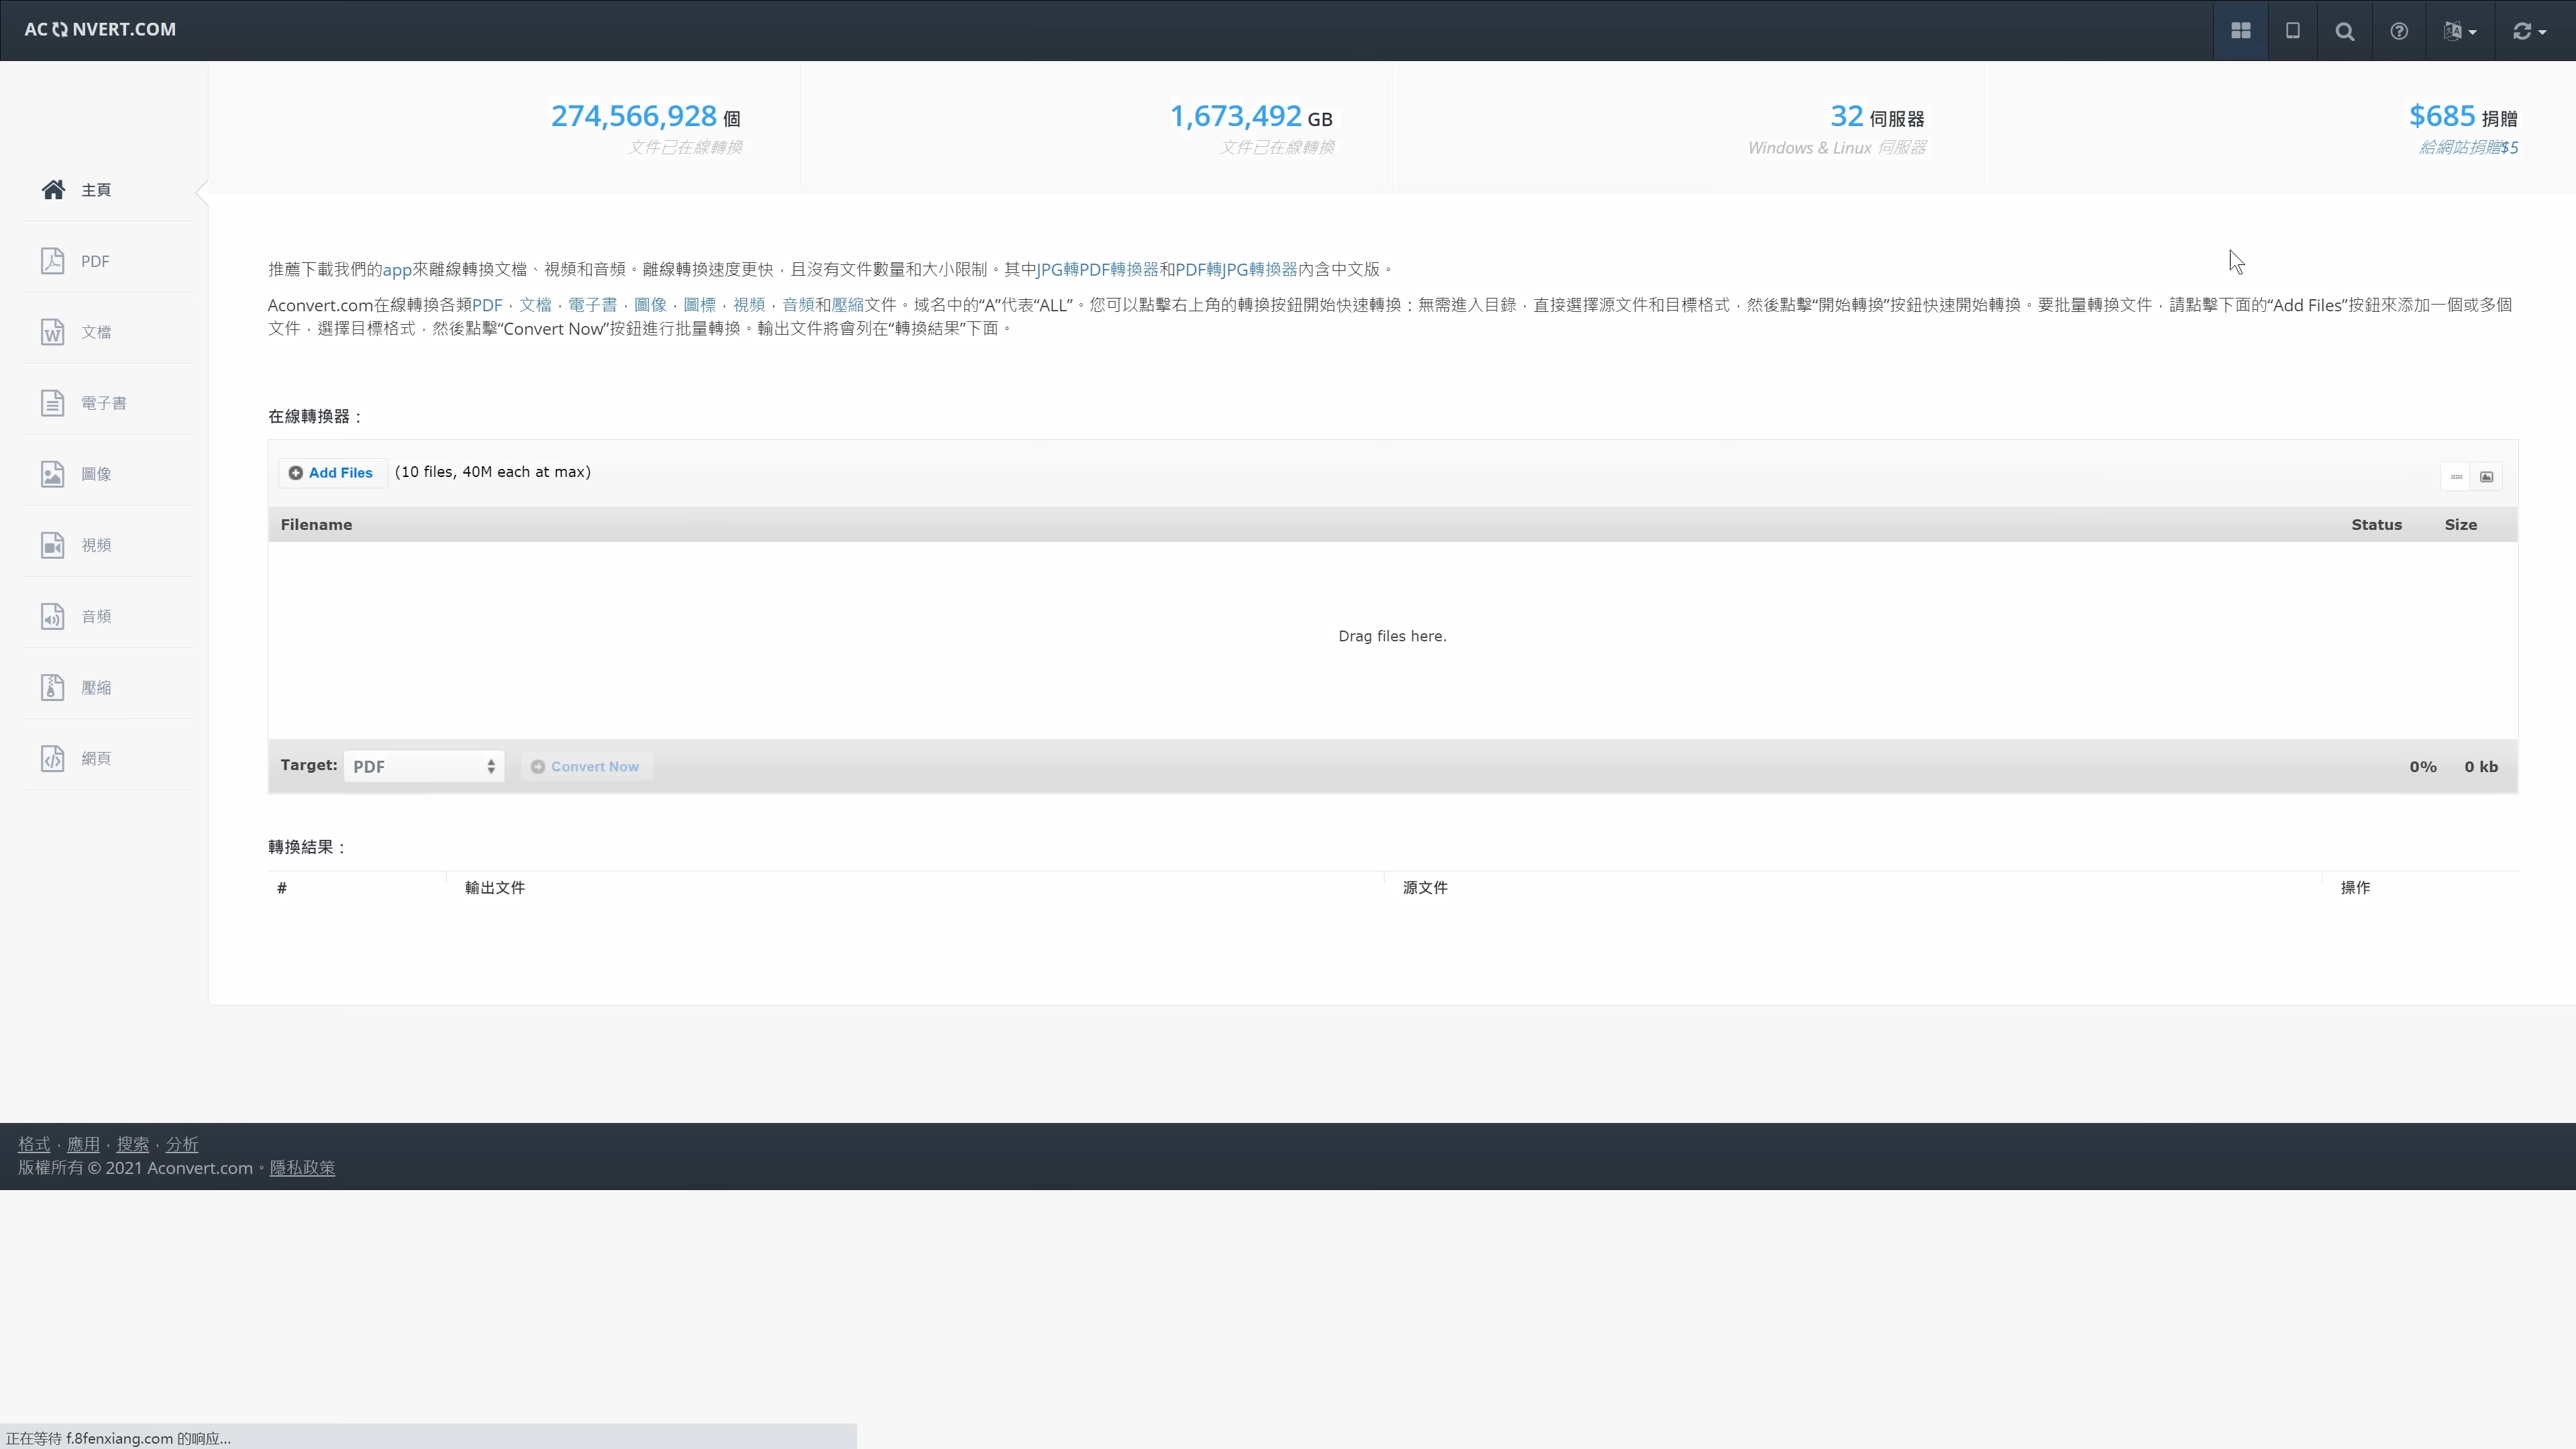 AC NVERT.COM
274,566,928 個
文件已在線轉換
1,673,492 GB
文件已在線轉換
32 伺服器
Windows & Linux 伺服器
$685 捐贈
給網站捐贈$5
主頁
PDF
文檔
電子書
圖像
視頻
音頻
壓縮
網頁
推薦下載我們的app來離線轉換文檔、視頻和音頻。離線轉換速度更快，且沒有文件數量和大小限制。其中JPG轉PDF轉換器和PDF轉JPG轉換器內含中文版。
Aconvert.com在線轉換各類PDF，文檔，電子書，圖像，圖標，視頻，音頻和壓縮文件。域名中的“A”代表“ALL”。您可以點擊右上角的轉換按鈕開始快速轉換：無需進入目錄，直接選擇源文件和目標格式，然後點擊“開始轉換”按鈕快速開始轉換。要批量轉換文件，請點擊下面的“Add Files”按鈕來添加一個或多個
文件，選擇目標格式，然後點擊“Convert Now”按鈕進行批量轉換。輸出文件將會列在“轉換結果”下面。
在線轉換器：
Add Files (10 files, 40M each at max)
Filename Status Size
Drag files here.
Target: PDF Convert Now 0% 0 kb
轉換結果：
# 輸出文件 源文件 操作
格式，應用，搜索，分析
版權所有 © 2021 Aconvert.com。隱私政策
正在等待 f.8fenxiang.com 的响应...